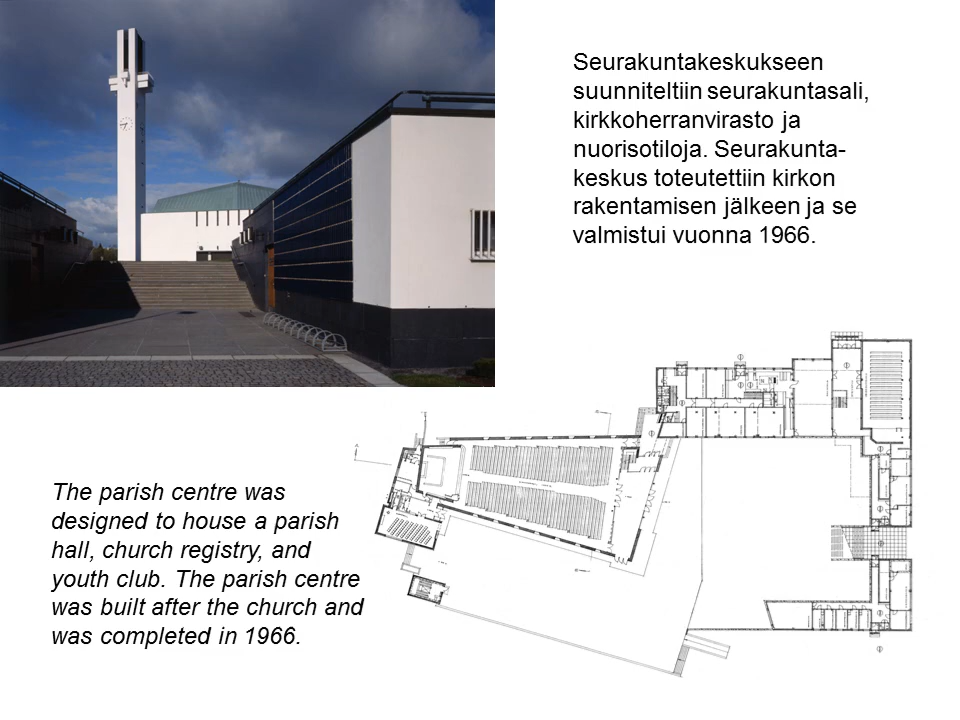 Seurakuntakeskukseen
suunniteltiin seurakuntasali,
kirkkoherranvirasto ja
nuorisotiloja. Seurakunta-
keskus toteutettiin kirkon
rakentamisen jälkeen ja se
valmistui vuonna 1966.
The parish centre was
designed to house a parish
hall, church registry, and
youth club. The parish centre
was built after the church and
was completed in 1966.